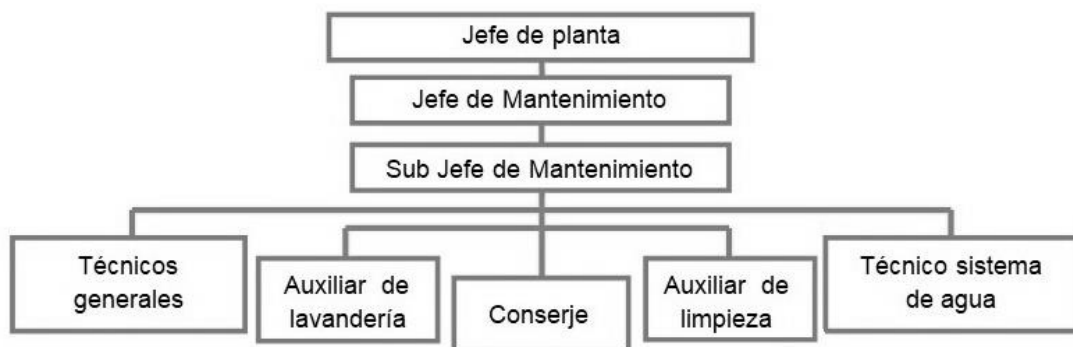 Jefe de planta
Jefe de Mantenimiento
Sub Jefe de Mantenimiento
Técnicos
generales
Auxiliar de
lavandería
Conserje
Auxiliar de
limpieza
Técnico sistema
de agua